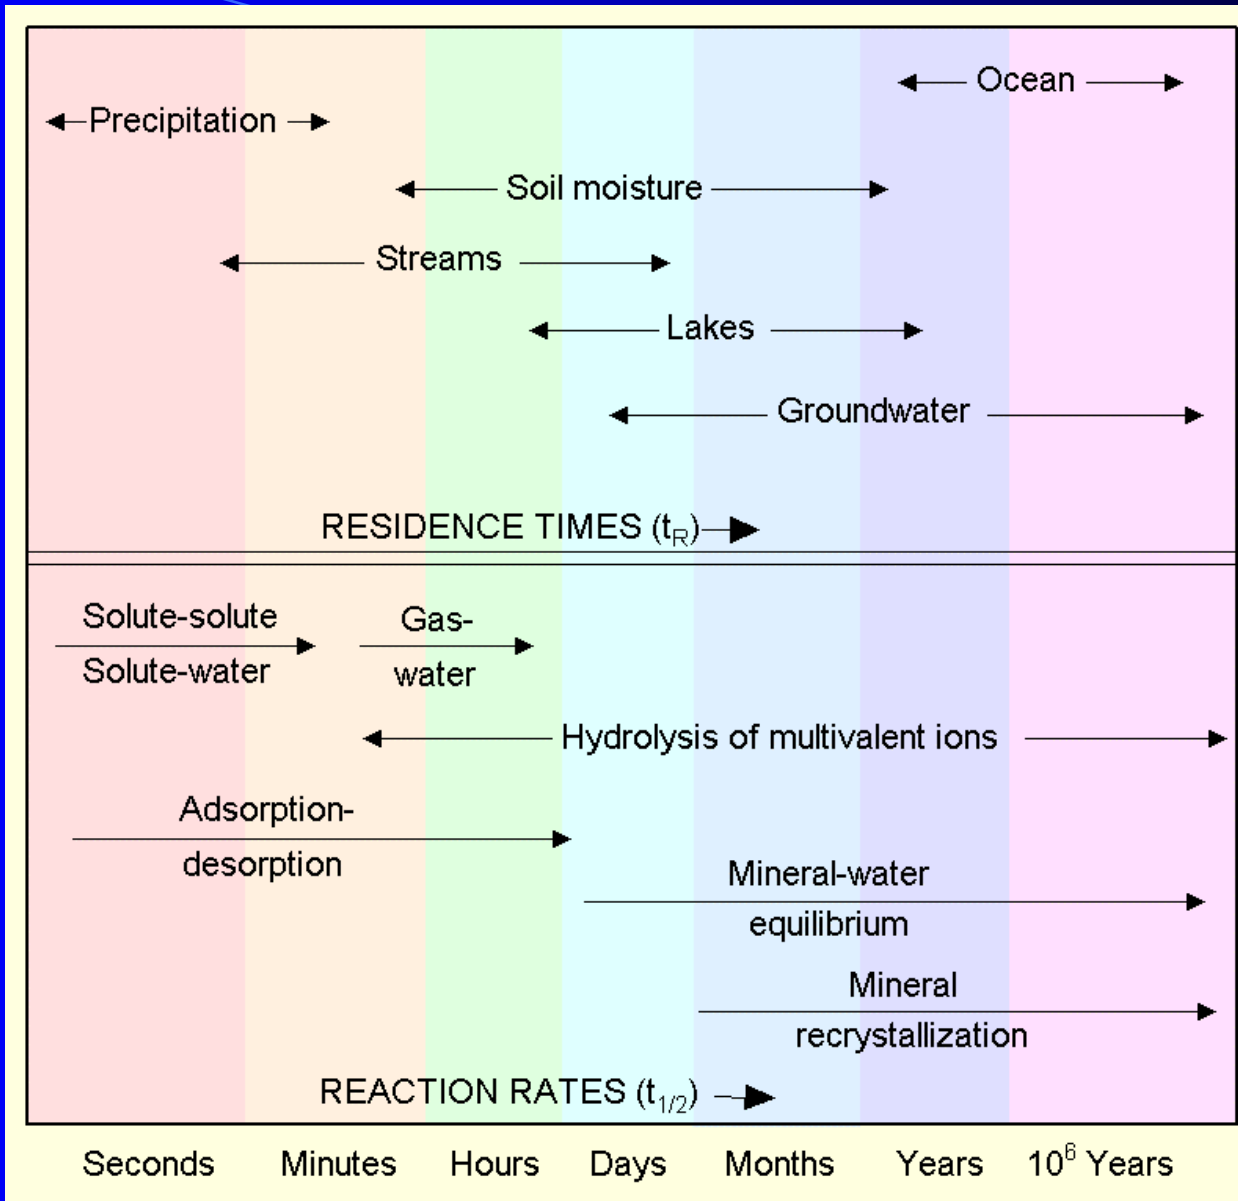 Ocean
Precipitation
Soil moisture
Streams
Lakes
Groundwater
RESIDENCE TIMES (tR)
Solute-solute
Solute-water
Gas-
water
Hydrolysis of multivalent ions
Adsorption-
desorption
Mineral-water
equilibrium
Mineral
recrystallization
REACTION RATES (t1/2)
Seconds Minutes Hours Days Months Years 10⁶ Years